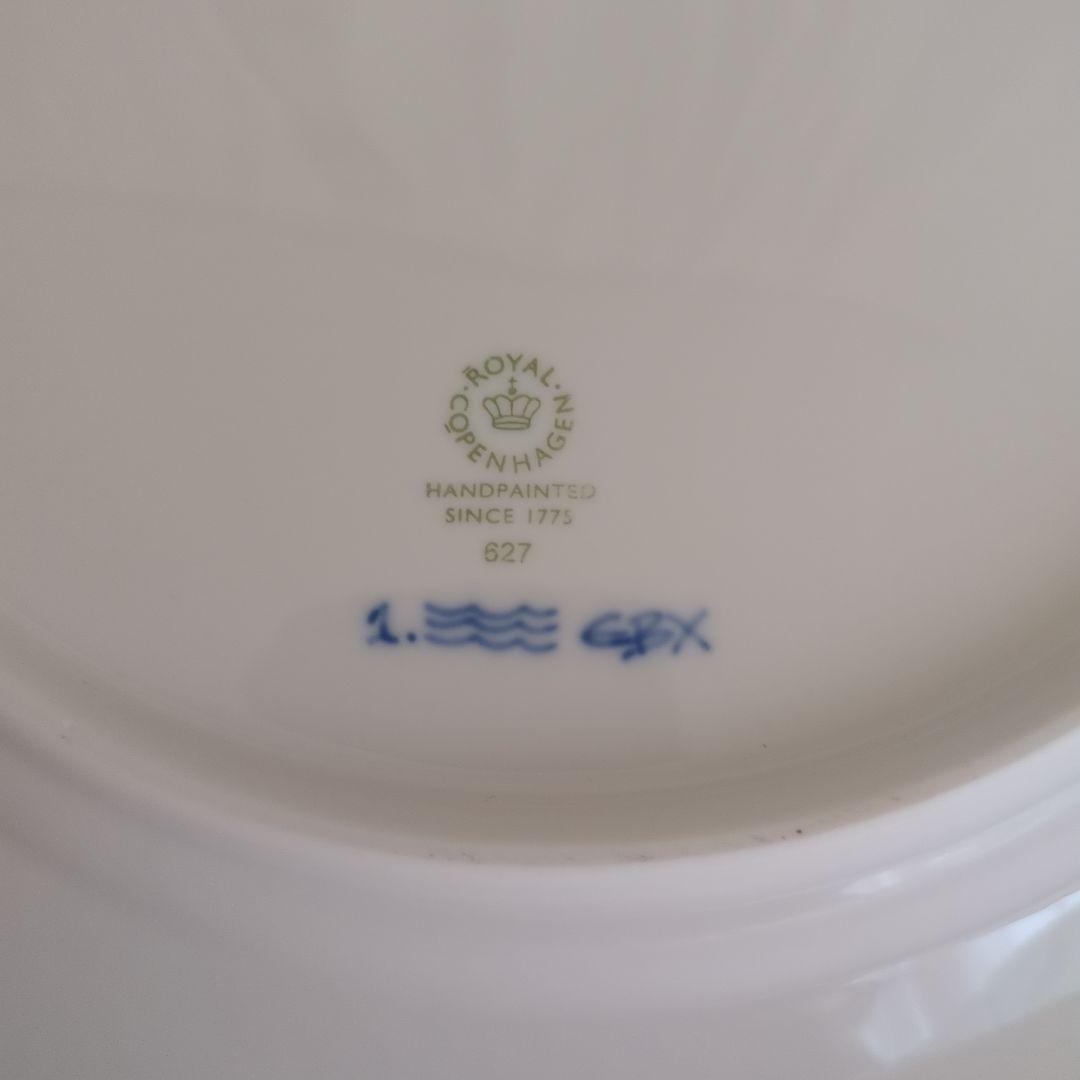 ROYAL · COPENHAGEN ·
HANDPAINTED
SINCE 1775
627
1. GBX